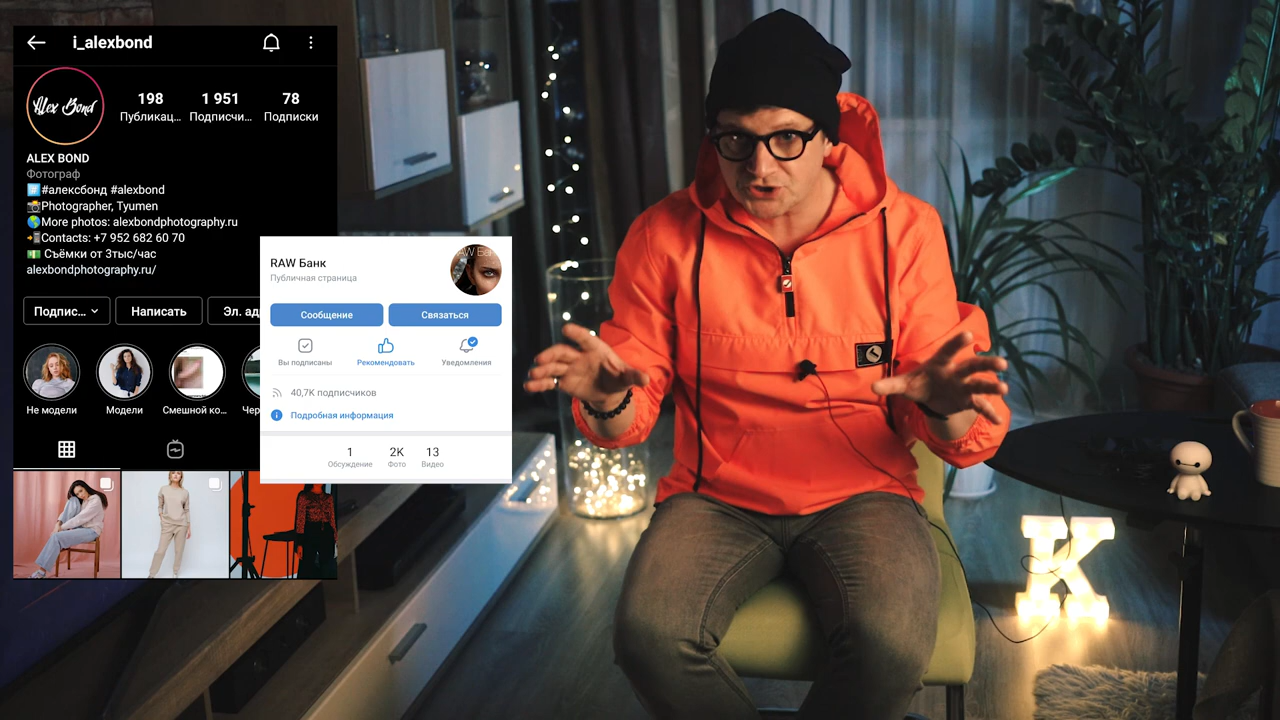 i_alexbond
Alex Bond
198
1 951
78
Публикац...
Подписчи...
Подписки
ALEX BOND
Фотограф
#алексбонд #alexbond
Photographer, Tyumen
More photos: alexbondphotography.ru
Contacts: +7 952 682 60 70
Съёмки от 3тыс/час
alexbondphotography.ru/
Подпис...
Написать
Эл. ад
Не модели
Модели
Смешной ко...
Чер
RAW Банк
Публичная страница
Сообщение
Связаться
Вы подписаны
Рекомендовать
Уведомления
40,7K подписчиков
Подробная информация
1
2K
13
Обсуждение
Фото
Видео
K